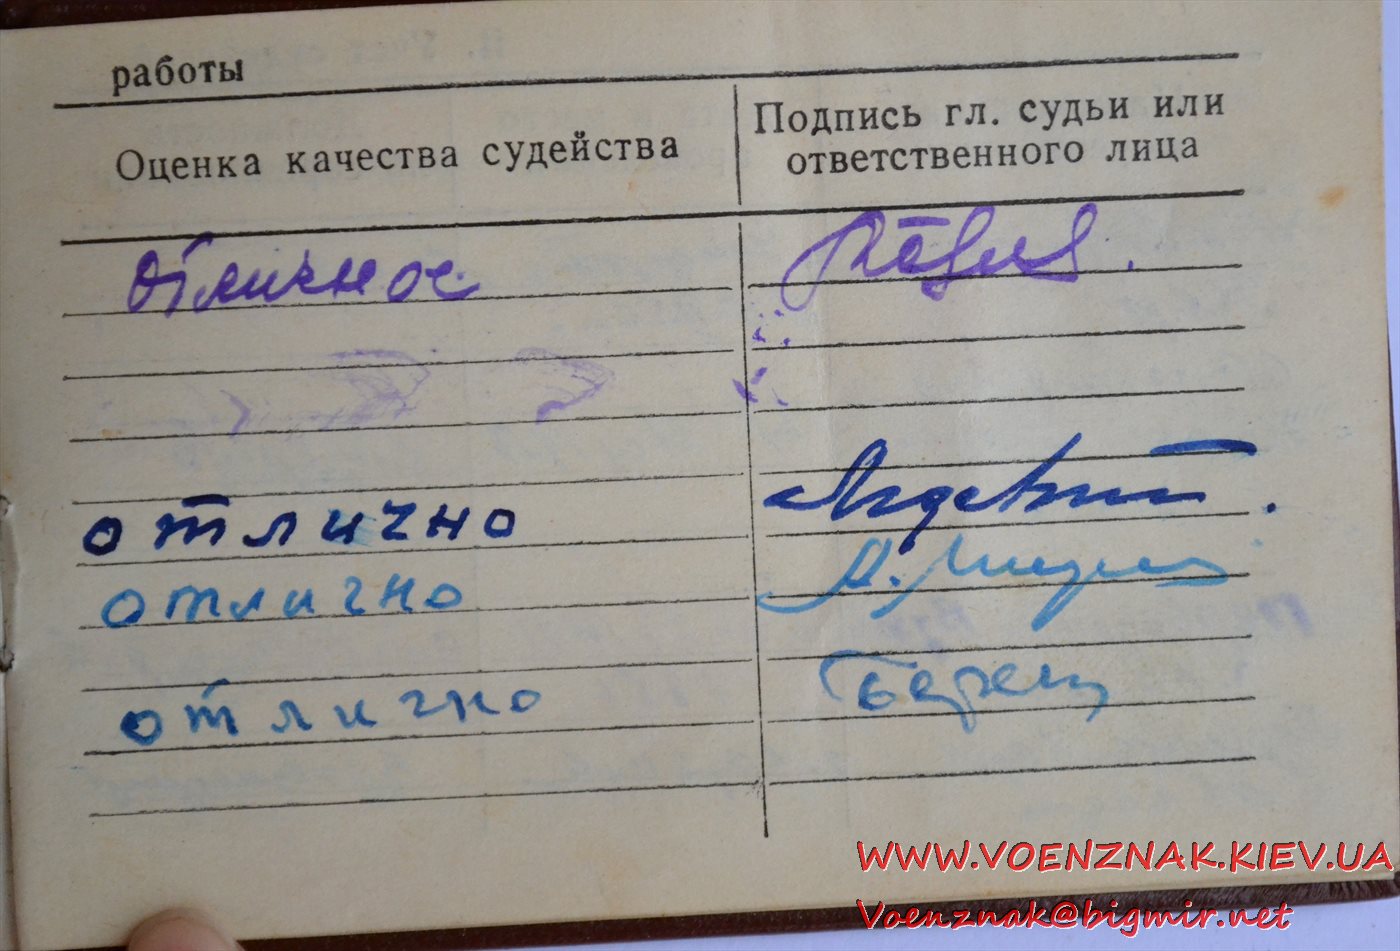 работы
Оценка качества судейства
Подпись гл. судьи или
ответственного лица
отличное
отлично
отлично
отлично
WWW.VOENZNAK.KIEV.UA
Voenznak@bigmir.net